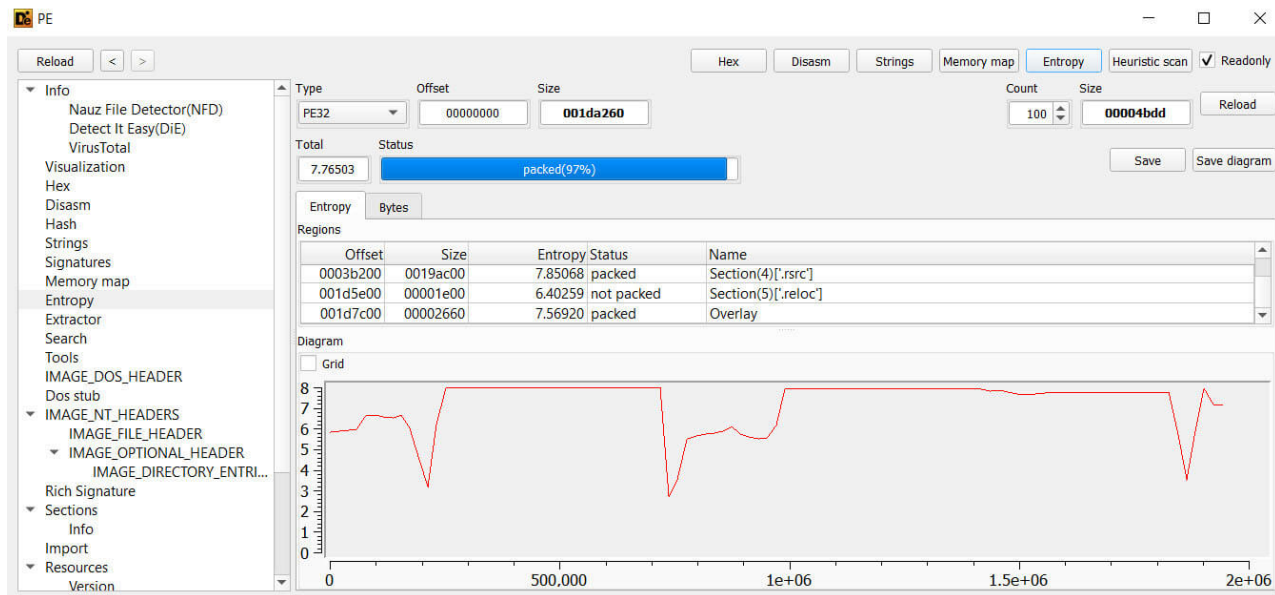 PE
Reload < > Hex Disasm Strings Memory map Entropy Heuristic scan Readonly
Info
Nauz File Detector(NFD)
Detect It Easy(DiE)
VirusTotal
Visualization
Hex
Disasm
Hash
Strings
Signatures
Memory map
Entropy
Extractor
Search
Tools
IMAGE_DOS_HEADER
Dos stub
IMAGE_NT_HEADERS
IMAGE_FILE_HEADER
IMAGE_OPTIONAL_HEADER
IMAGE_DIRECTORY_ENTRI...
Rich Signature
Sections
Info
Import
Resources
Version
Type Offset Size Count Size
PE32 00000000 001da260 100 00004bdd Reload
Total Status
7.76503 packed(97%) Save Save diagram
Entropy Bytes
Regions
Offset Size Entropy Status Name
0003b200 0019ac00 7.85068 packed Section(4)['.rsrc']
001d5e00 00001e00 6.40259 not packed Section(5)['.reloc']
001d7c00 00002660 7.56920 packed Overlay
Diagram
Grid
8
7
6
5
4
3
2
1
0
0 500,000 1e+06 1.5e+06 2e+06